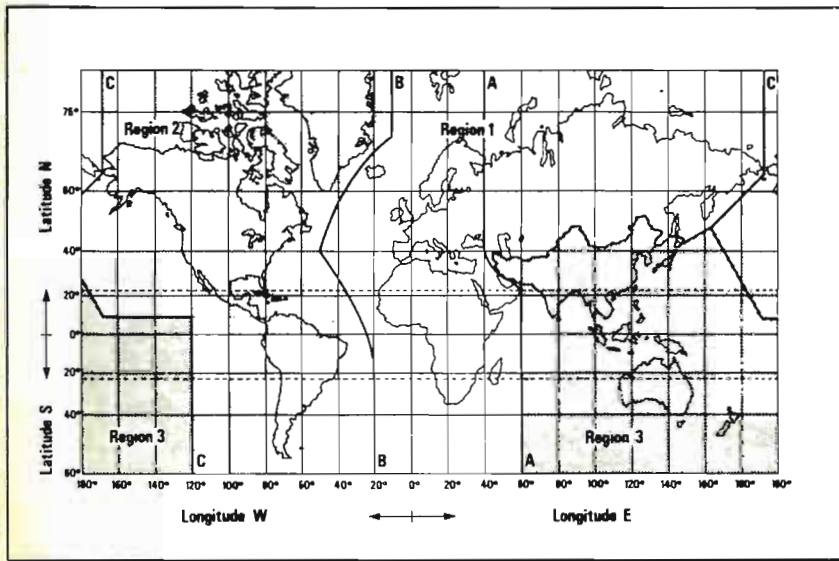 C B A C
75°
Region 2 Region 1
60°
Latitude N
40°
20°
0°
20°
Latitude S
40°
Region 3 Region 3
C B A
60°
180° 160° 140° 120° 100° 80° 60° 40° 20° 0° 20° 40° 60° 80° 100° 120° 140° 160° 180°
Longitude W Longitude E